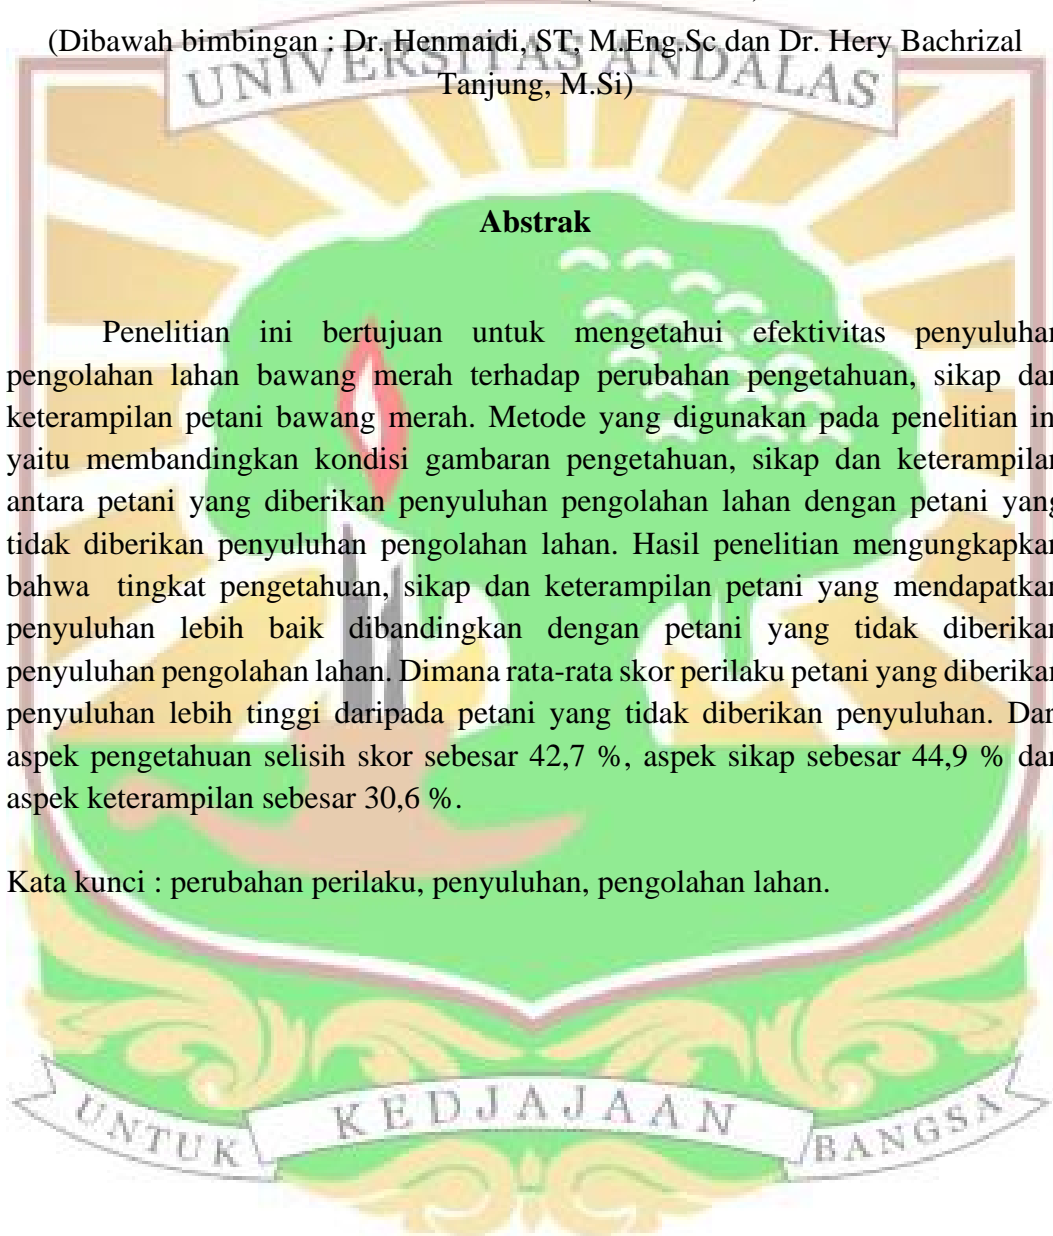 (Dibawah bimbingan : Dr. Henmaidi, ST, M.Eng.Sc dan Dr. Hery Bachrizal
UNIVERSITAS ANDALAS
Tanjung, M.Si)
Abstrak
Penelitian ini bertujuan untuk mengetahui efektivitas penyuluhan
pengolahan lahan bawang merah terhadap perubahan pengetahuan, sikap dan
keterampilan petani bawang merah. Metode yang digunakan pada penelitian ini
yaitu membandingkan kondisi gambaran pengetahuan, sikap dan keterampilan
antara petani yang diberikan penyuluhan pengolahan lahan dengan petani yang
tidak diberikan penyuluhan pengolahan lahan. Hasil penelitian mengungkapkan
bahwa tingkat pengetahuan, sikap dan keterampilan petani yang mendapatkan
penyuluhan lebih baik dibandingkan dengan petani yang tidak diberikan
penyuluhan pengolahan lahan. Dimana rata-rata skor perilaku petani yang diberikan
penyuluhan lebih tinggi daripada petani yang tidak diberikan penyuluhan. Dari
aspek pengetahuan selisih skor sebesar 42,7 %, aspek sikap sebesar 44,9 % dan
aspek keterampilan sebesar 30,6 %.
Kata kunci : perubahan perilaku, penyuluhan, pengolahan lahan.
UNTUK KEDJAJAAN BANGSA